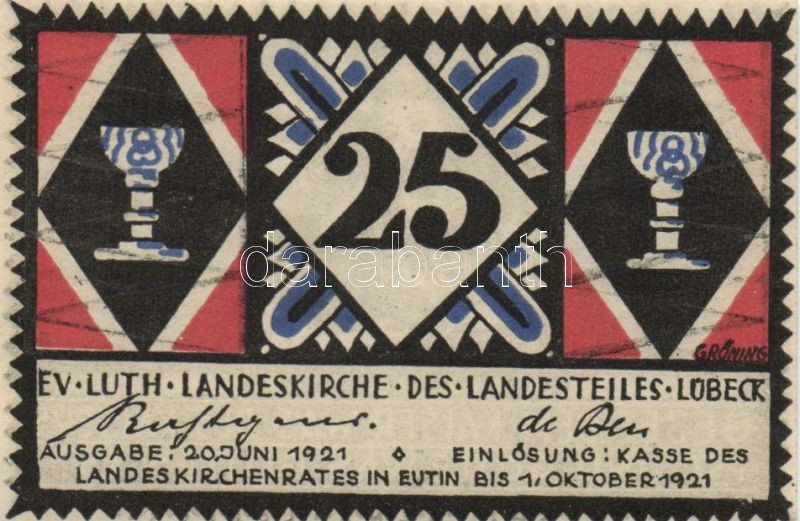 25
darabanth
GRÖNING
EV·LUTH·LANDESKIRCHE·DES·LANDESTEILES·LÜBECK
AUSGABE: 20.JUNI 1921 ⋄ EINLÖSUNG: KASSE DES
LANDESKIRCHENRATES IN EUTIN BIS 1. OKTOBER 1921